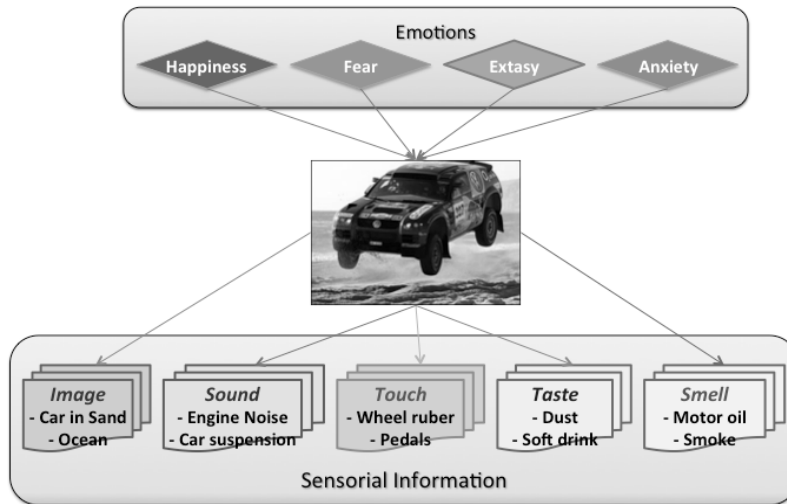 Emotions
Happiness
Fear
Extasy
Anxiety
Image
- Car in Sand
- Ocean
Sound
- Engine Noise
- Car suspension
Touch
- Wheel ruber
- Pedals
Taste
- Dust
- Soft drink
Smell
- Motor oil
- Smoke
Sensorial Information